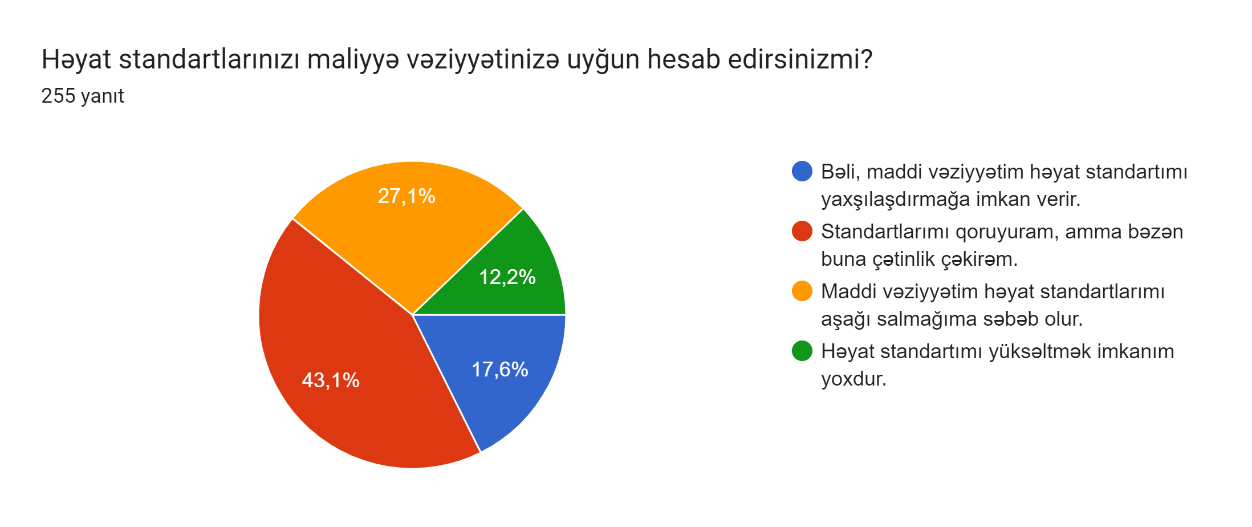 Həyat standartlarınızı maliyyə vəziyyətinizə uyğun hesab edirsinizmi?
255 yanıt
27,1%
12,2%
17,6%
43,1%
Bəli, maddi vəziyyətim həyat standartımı
yaxşılaşdırmağa imkan verir.
Standartlarımı qoruyuram, amma bəzən
buna çətinlik çəkirəm.
Maddi vəziyyətim həyat standartlarımı
aşağı salmağıma səbəb olur.
Həyat standartımı yüksəltmək imkanım
yoxdur.